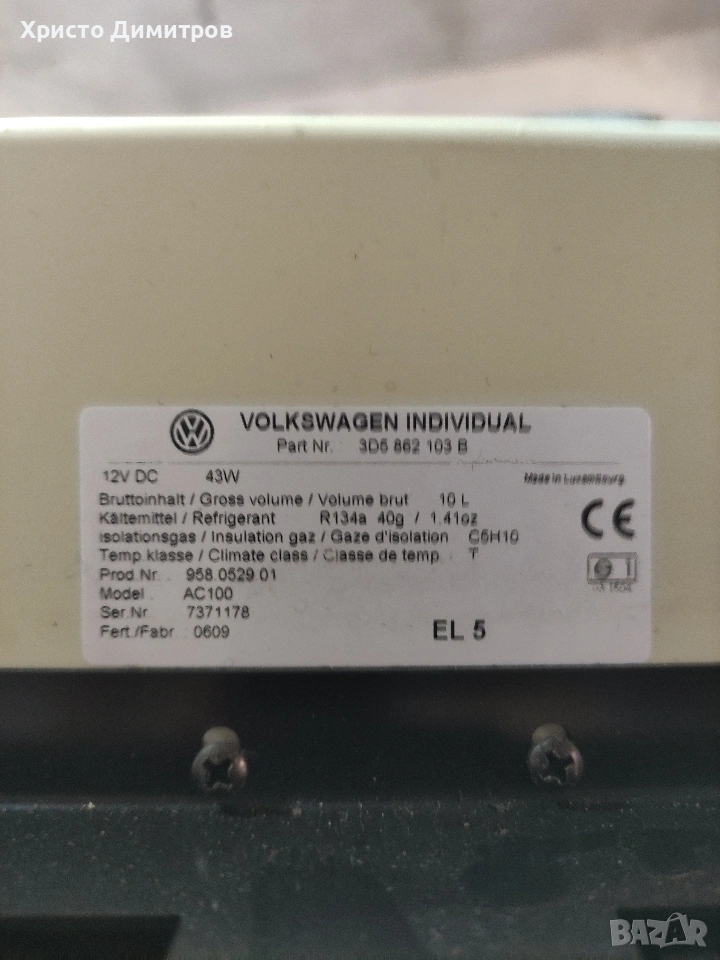 Христо Димитров
VOLKSWAGEN INDIVIDUAL
Part Nr. 3D5 862 103 B
12V DC 43W
Made in Luxembourg
Bruttoinhalt / Gross volume / Volume brut 10 L
Kältemittel / Refrigerant R134a 40g / 1.41oz
Isolationsgas / Insulation gaz / Gaze d'isolation C5H10
Temp.klasse / Climate class / Classe de temp. T
Prod.Nr. 958.0529.01
Model . AC100
Ser.Nr. 7371178
Fert./Fabr. 0609
EL 5
CE
BAZAR